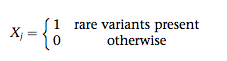 X_j = { 1 rare variants present
0 otherwise